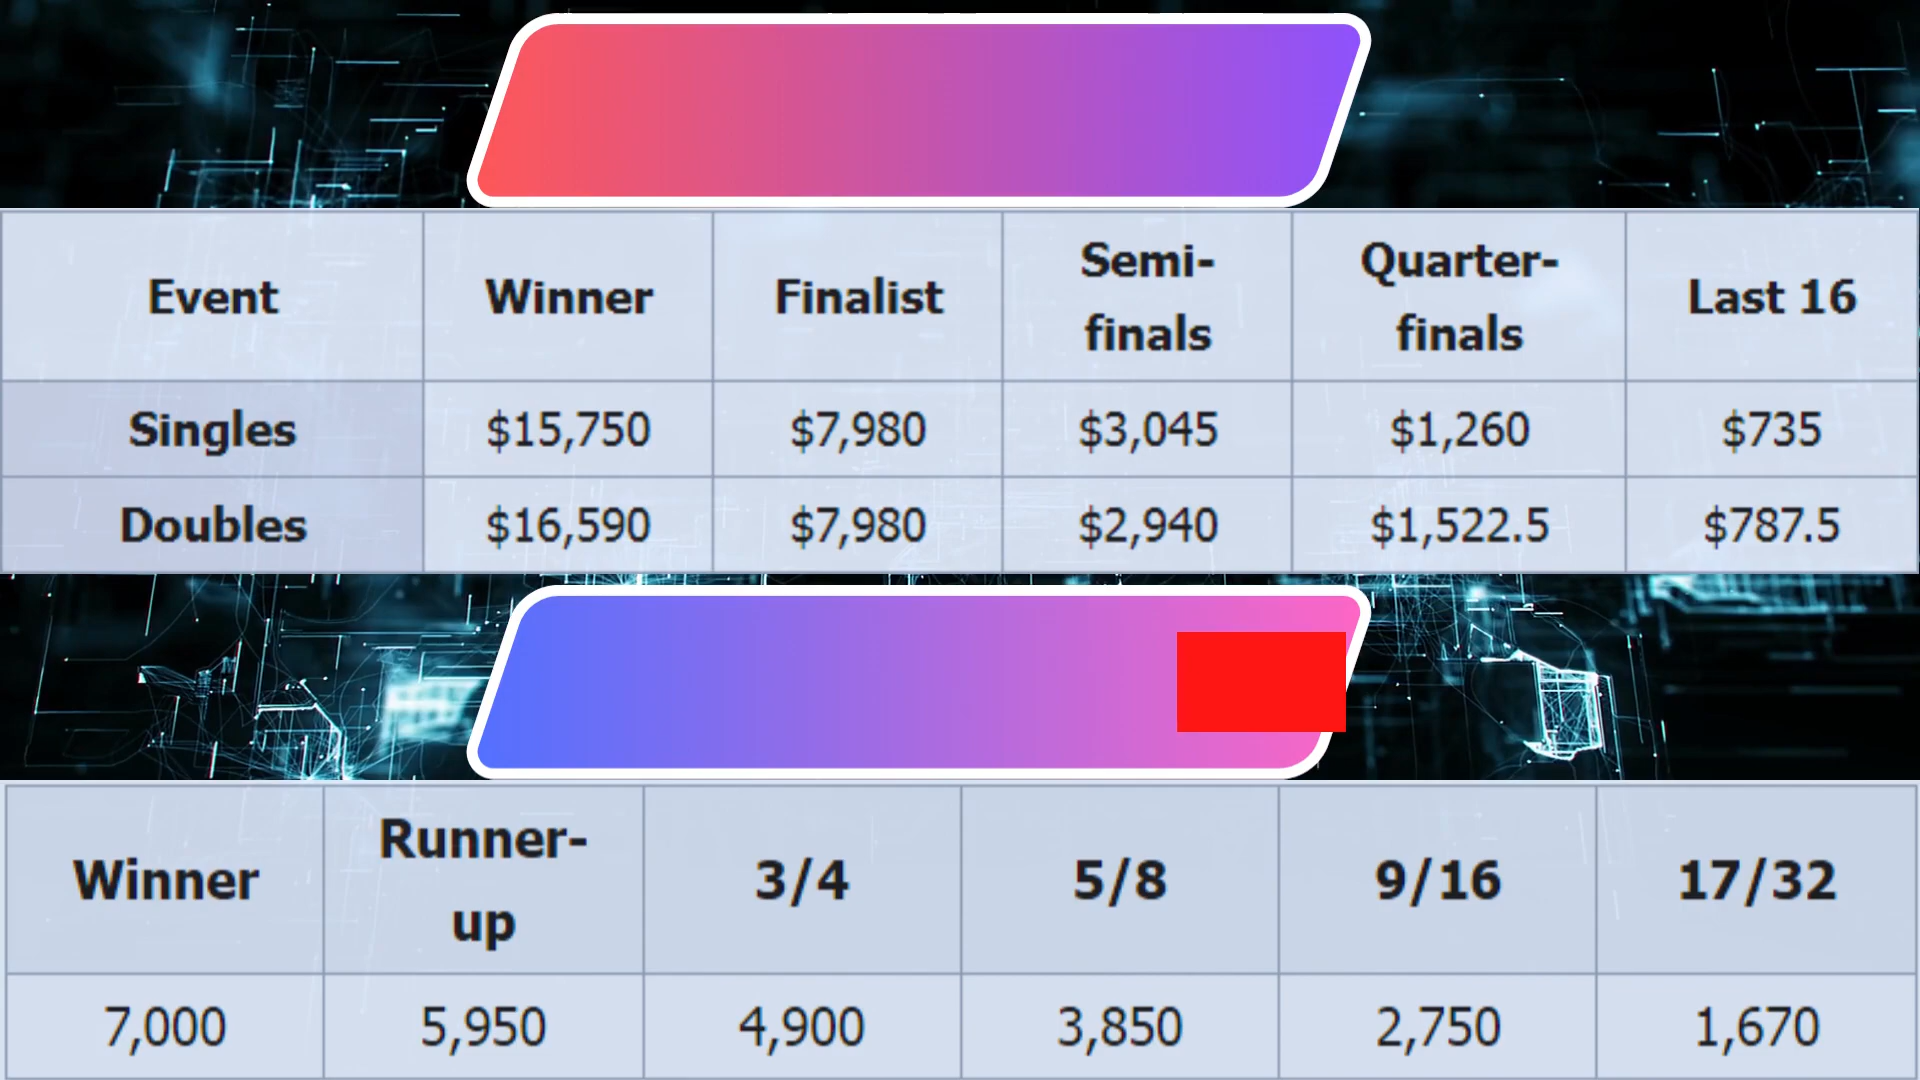 Event Winner Finalist Semi-finals Quarter-finals Last 16
Singles $15,750 $7,980 $3,045 $1,260 $735
Doubles $16,590 $7,980 $2,940 $1,522.5 $787.5
Winner Runner-up 3/4 5/8 9/16 17/32
7,000 5,950 4,900 3,850 2,750 1,670